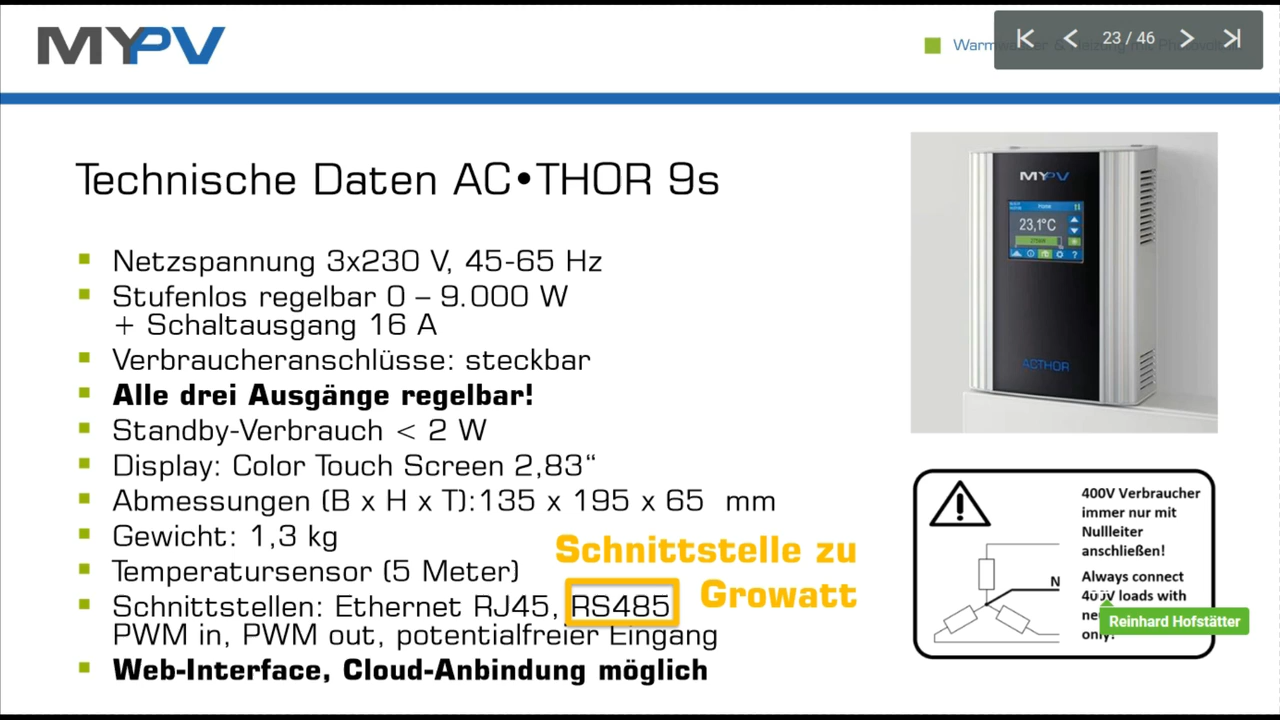 MYPV
Warm
23 / 46
Technische Daten AC•THOR 9s
Netzspannung 3x230 V, 45-65 Hz
Stufenlos regelbar 0 – 9.000 W
+ Schaltausgang 16 A
Verbraucheranschlüsse: steckbar
Alle drei Ausgänge regelbar!
Standby-Verbrauch < 2 W
Display: Color Touch Screen 2,83“
Abmessungen (B x H x T):135 x 195 x 65 mm
Gewicht: 1,3 kg
Temperatursensor (5 Meter)
Schnittstellen: Ethernet RJ45, RS485,
PWM in, PWM out, potentialfreier Eingang
Web-Interface, Cloud-Anbindung möglich
Schnittstelle zu
Growatt
MYPV
Home
23,1°C
ACTHOR
400V Verbraucher
immer nur mit
Nullleiter
anschließen!
N
Always connect
400V loads with
only!
Reinhard Hofstätter